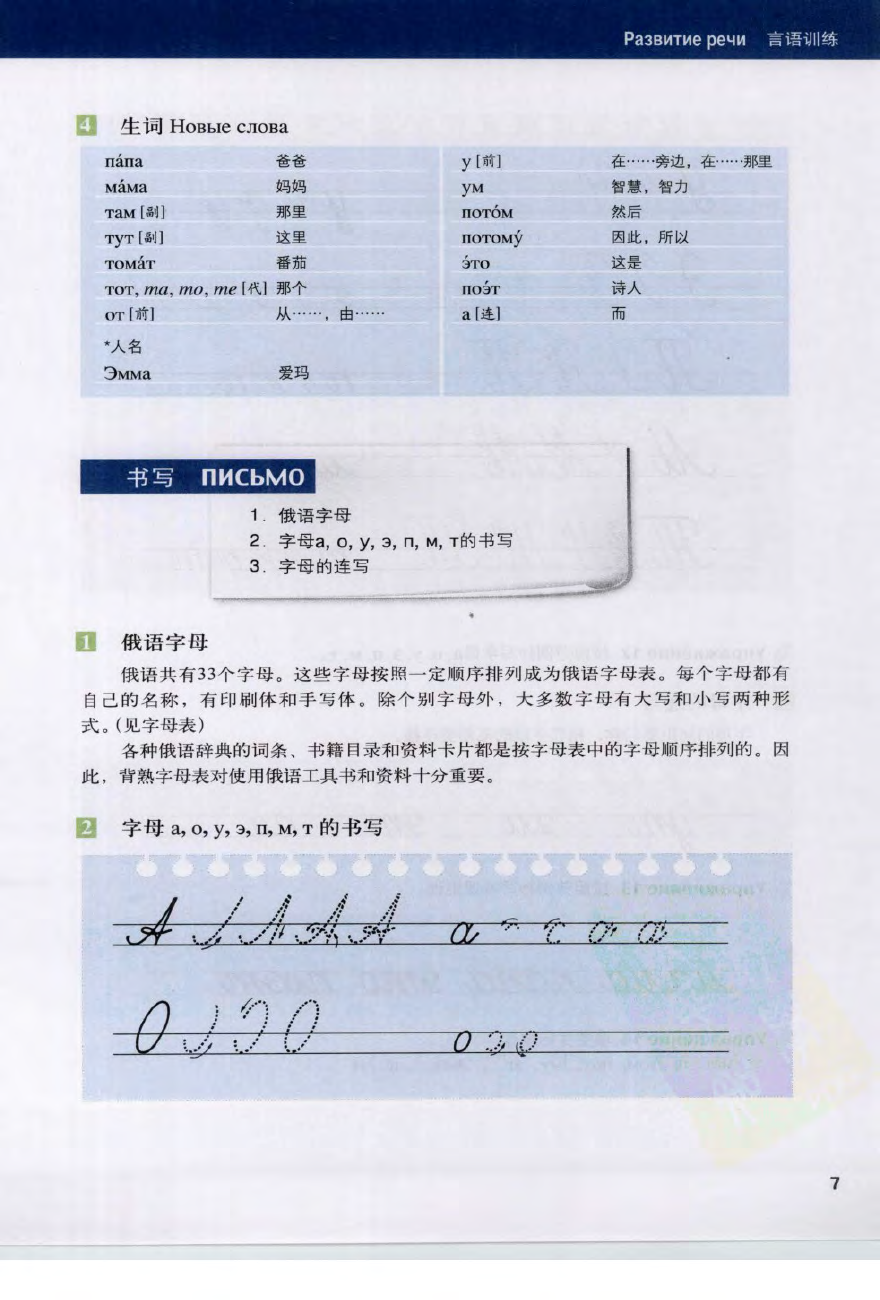 Развитие речи 言语训练
4 生词 Новые слова
пáпа 爸爸
мáма 妈妈
там [副] 那里
тут [副] 这里
томáт 番茄
тот, та, то, те [代] 那个
от [前] 从……，由……
*人名
Эмма 爱玛
у [前] 在……旁边，在……那里
ум 智慧，智力
потóм 然后
потомý 因此，所以
э́то 这是
поэ́т 诗人
а [连] 而
书写 ПИСЬМО
1. 俄语字母
2. 字母а, о, у, э, п, м, т的书写
3. 字母的连写
1 俄语字母
俄语共有33个字母。这些字母按照一定顺序排列成为俄语字母表。每个字母都有
自己的名称，有印刷体和手写体。除个别字母外，大多数字母有大写和小写两种形
式。(见字母表)
各种俄语辞典的词条、书籍目录和资料卡片都是按字母表中的字母顺序排列的。因
此，背熟字母表对使用俄语工具书和资料十分重要。
2 字母 а, о, у, э, п, м, т 的书写
А А А а а а
О О о о
7